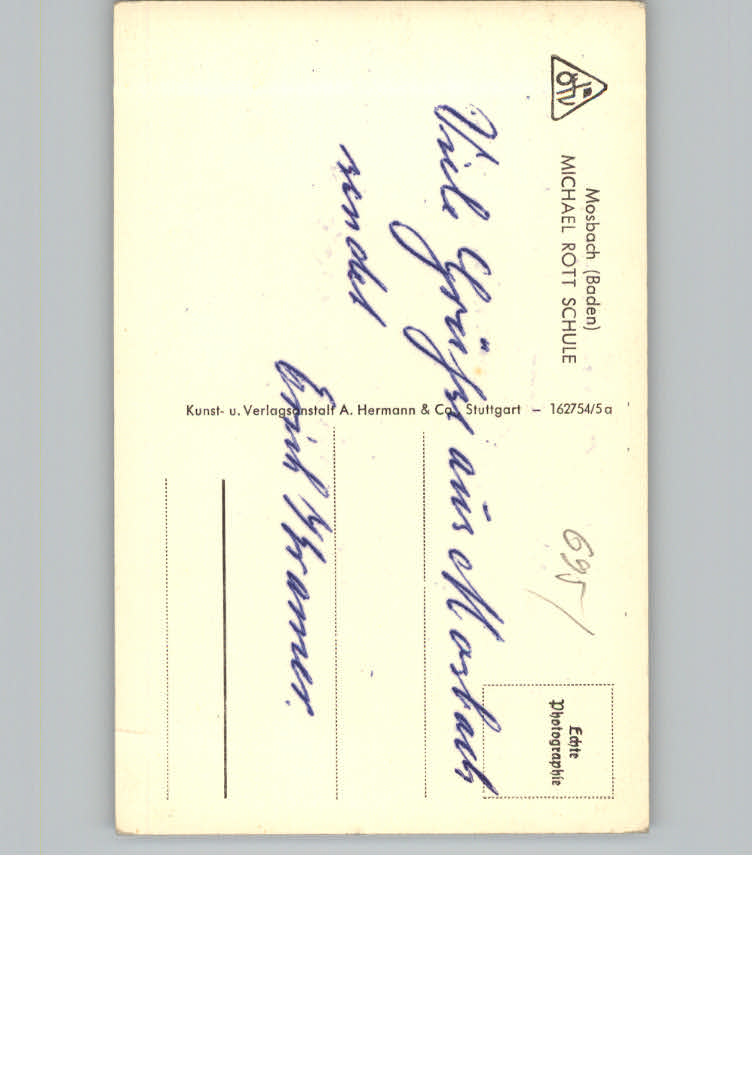 ÖTV
Mosbach (Baden)
MICHAEL ROTT SCHULE
Viele Grüße aus Mosbach
sendet
Erich Kramer.
Kunst- u. Verlagsanstalt A. Hermann & Co., Stuttgart – 162754/5a
Echte
Photographie